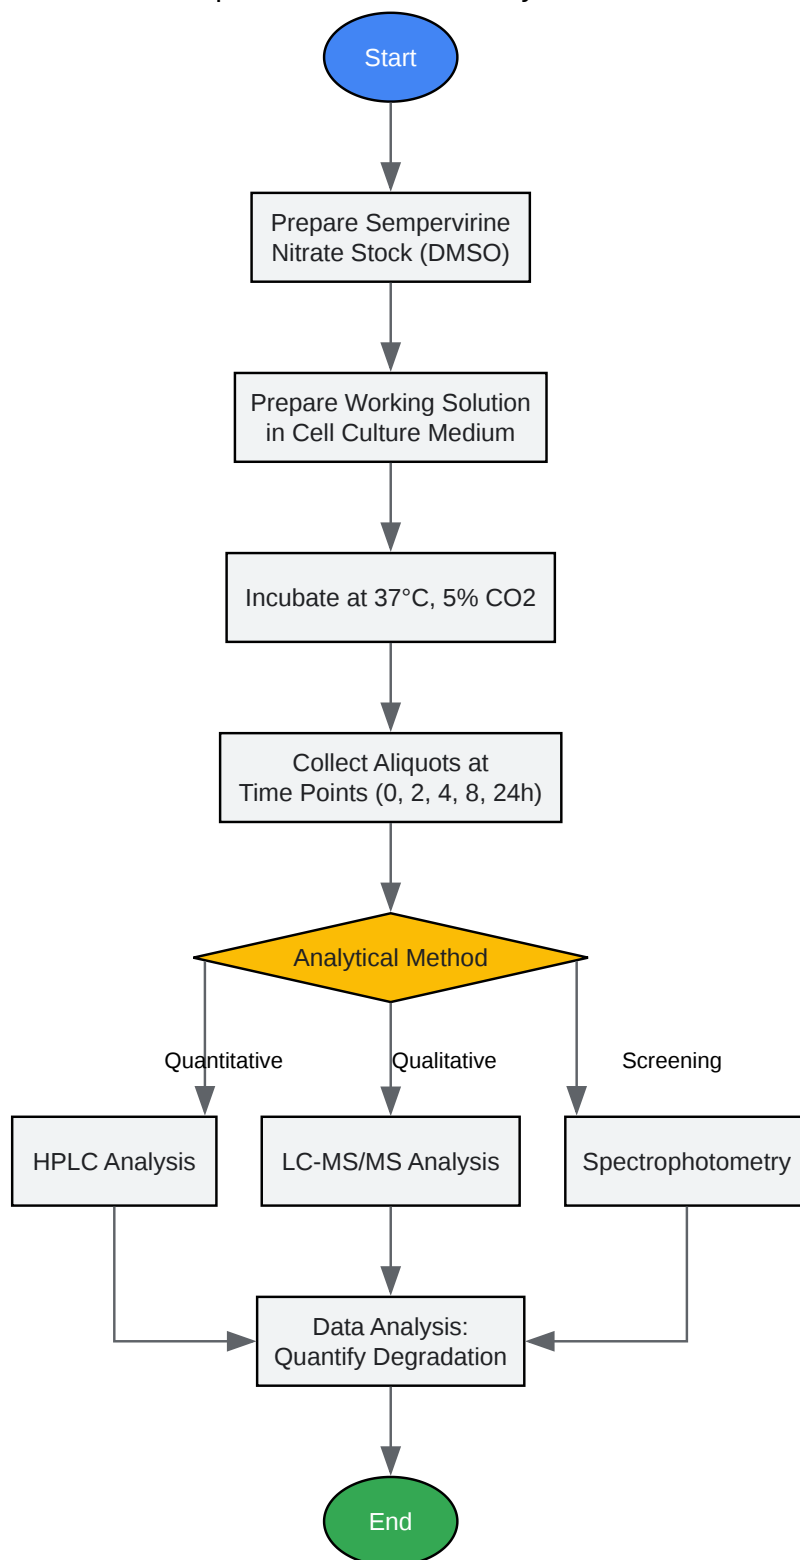 Start
Prepare Sempervirine
Nitrate Stock (DMSO)
Prepare Working Solution
in Cell Culture Medium
Incubate at 37°C, 5% CO2
Collect Aliquots at
Time Points (0, 2, 4, 8, 24h)
Analytical Method
Quantitative
Qualitative
Screening
HPLC Analysis
LC-MS/MS Analysis
Spectrophotometry
Data Analysis:
Quantify Degradation
End